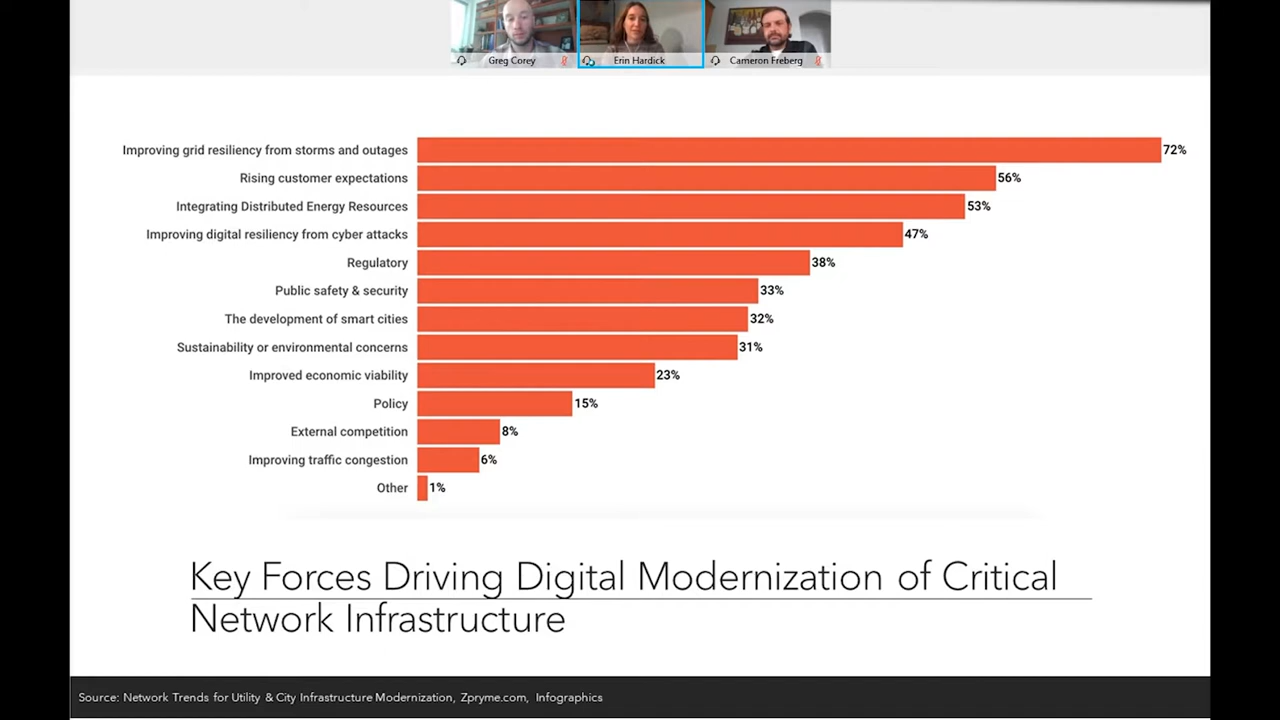 Greg Corey
Erin Hardick
Cameron Freberg
Improving grid resiliency from storms and outages 72%
Rising customer expectations 56%
Integrating Distributed Energy Resources 53%
Improving digital resiliency from cyber attacks 47%
Regulatory 38%
Public safety & security 33%
The development of smart cities 32%
Sustainability or environmental concerns 31%
Improved economic viability 23%
Policy 15%
External competition 8%
Improving traffic congestion 6%
Other 1%
Key Forces Driving Digital Modernization of Critical
Network Infrastructure
Source: Network Trends for Utility & City Infrastructure Modernization, Zpryme.com, Infographics